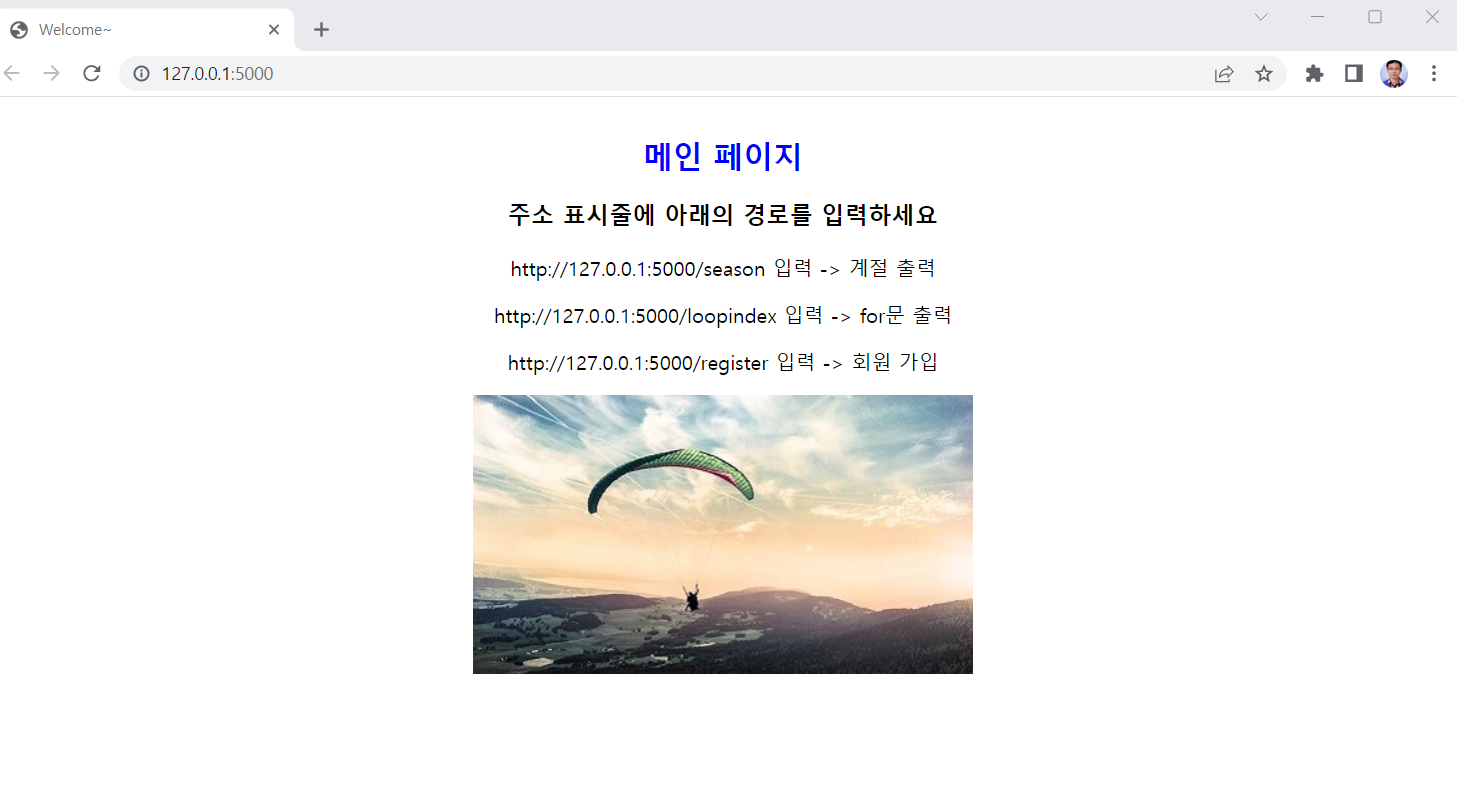 Welcome~
127.0.0.1:5000
메인 페이지
주소 표시줄에 아래의 경로를 입력하세요
http://127.0.0.1:5000/season 입력 -> 계절 출력
http://127.0.0.1:5000/loopindex 입력 -> for문 출력
http://127.0.0.1:5000/register 입력 -> 회원 가입